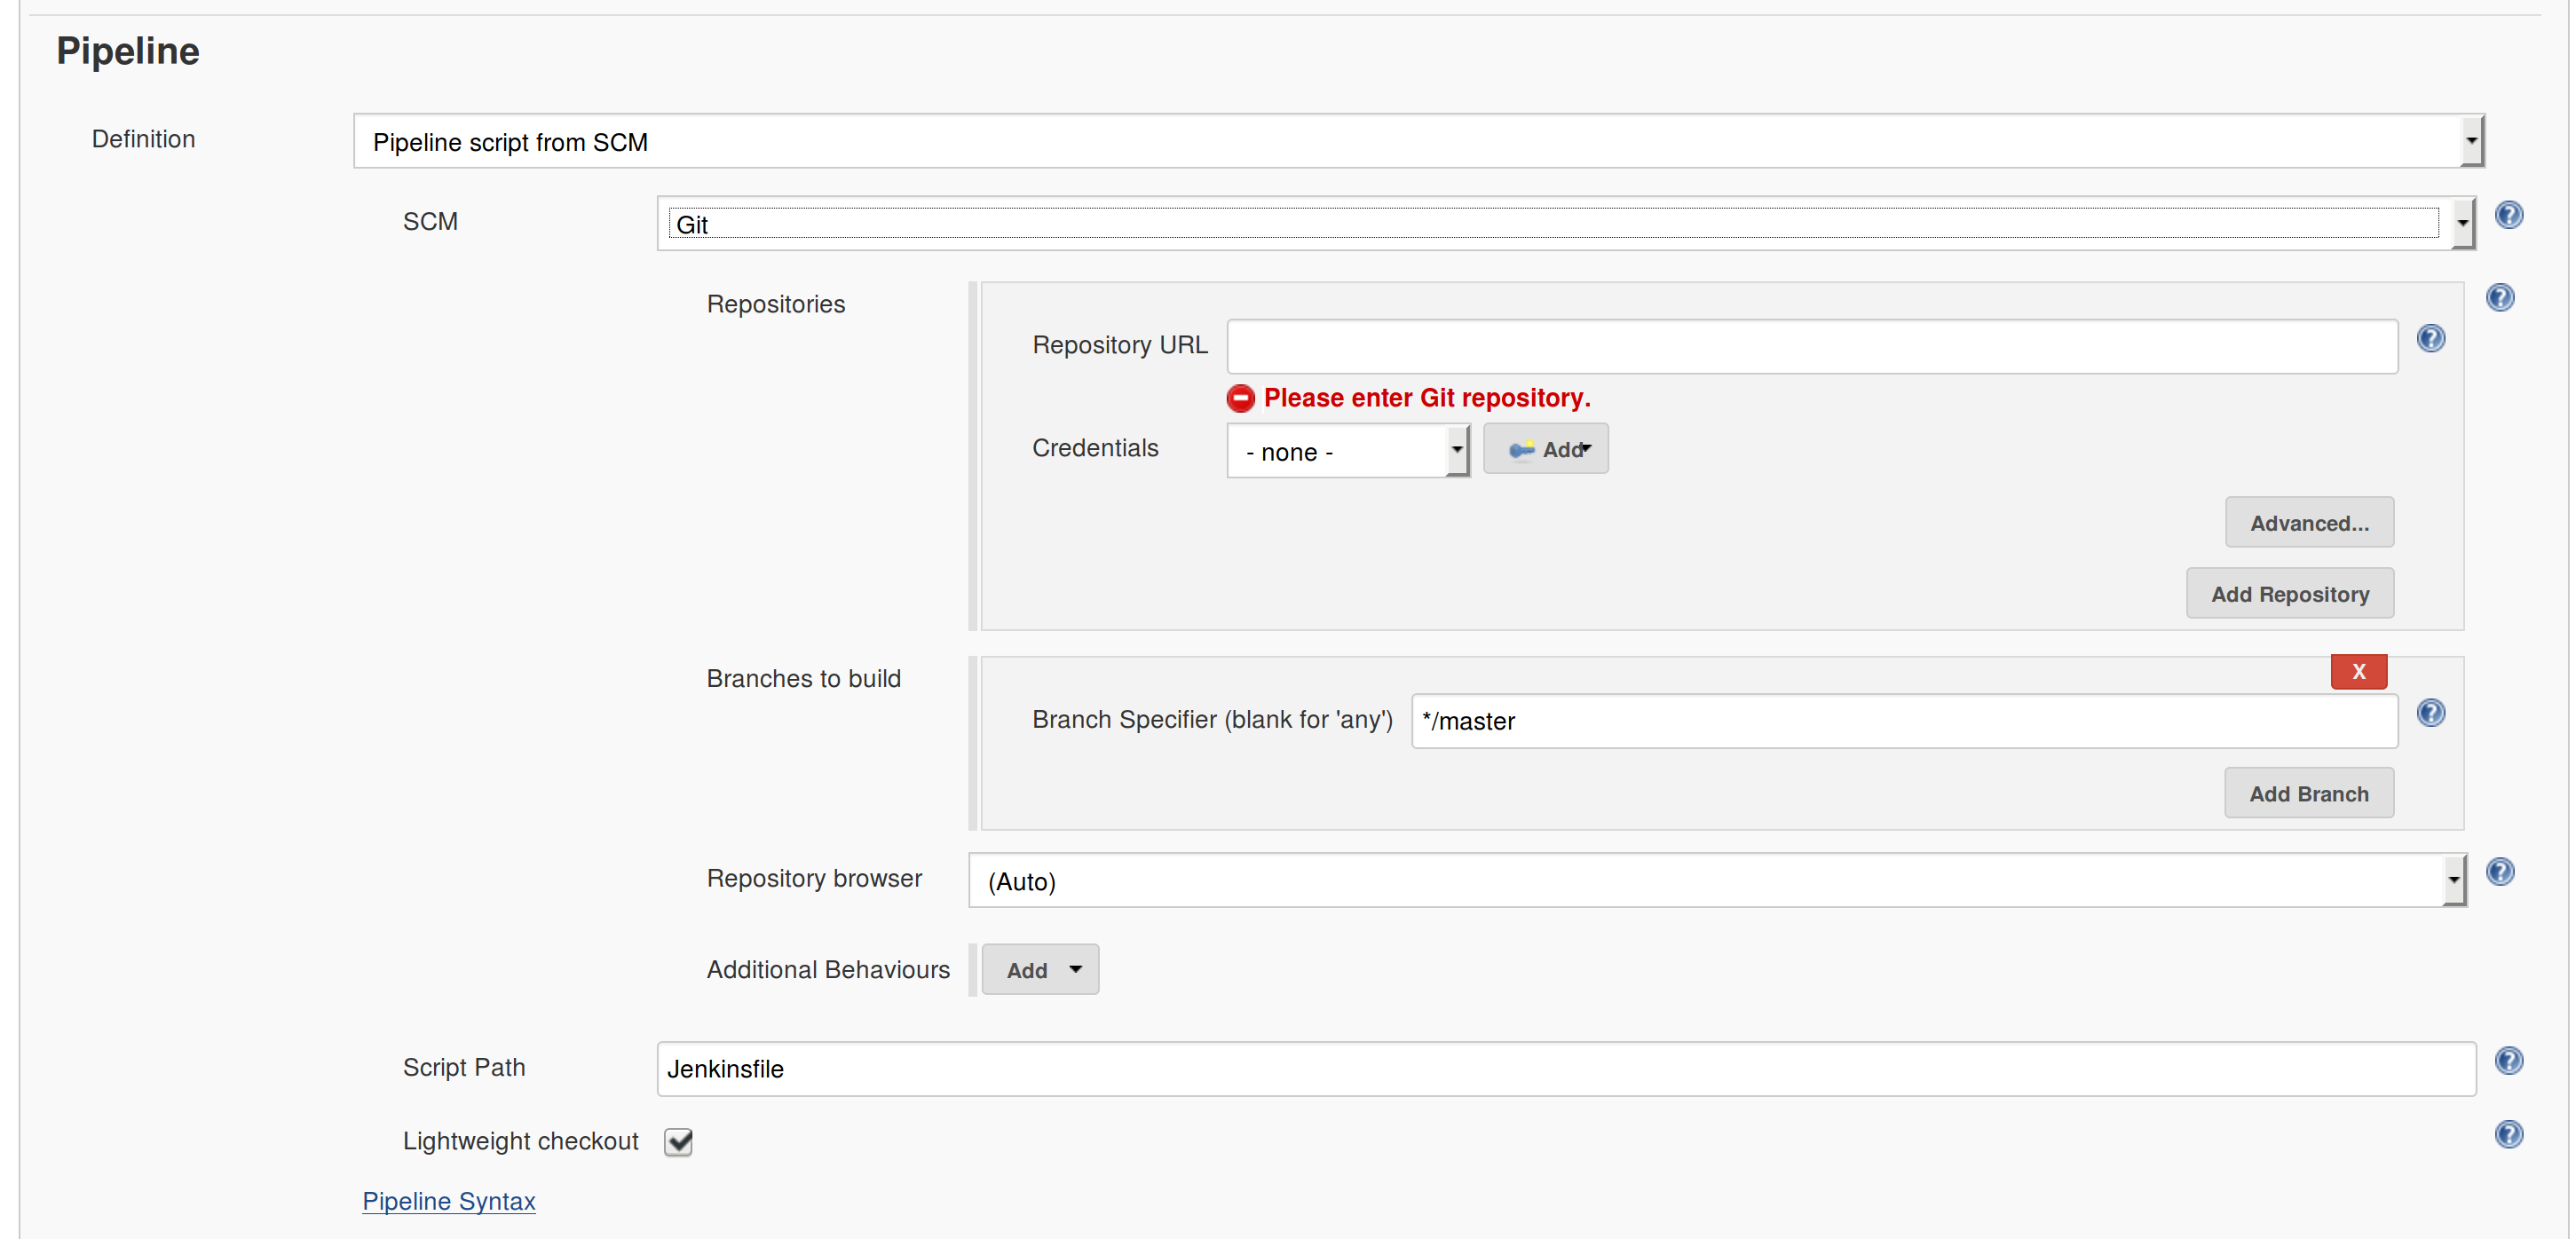 Pipeline
Definition
Pipeline script from SCM
SCM
Git
Repositories
Repository URL
Please enter Git repository.
Credentials
- none -
Add
Advanced...
Add Repository
Branches to build
X
Branch Specifier (blank for 'any')
*/master
Add Branch
Repository browser
(Auto)
Additional Behaviours
Add
Script Path
Jenkinsfile
Lightweight checkout
Pipeline Syntax